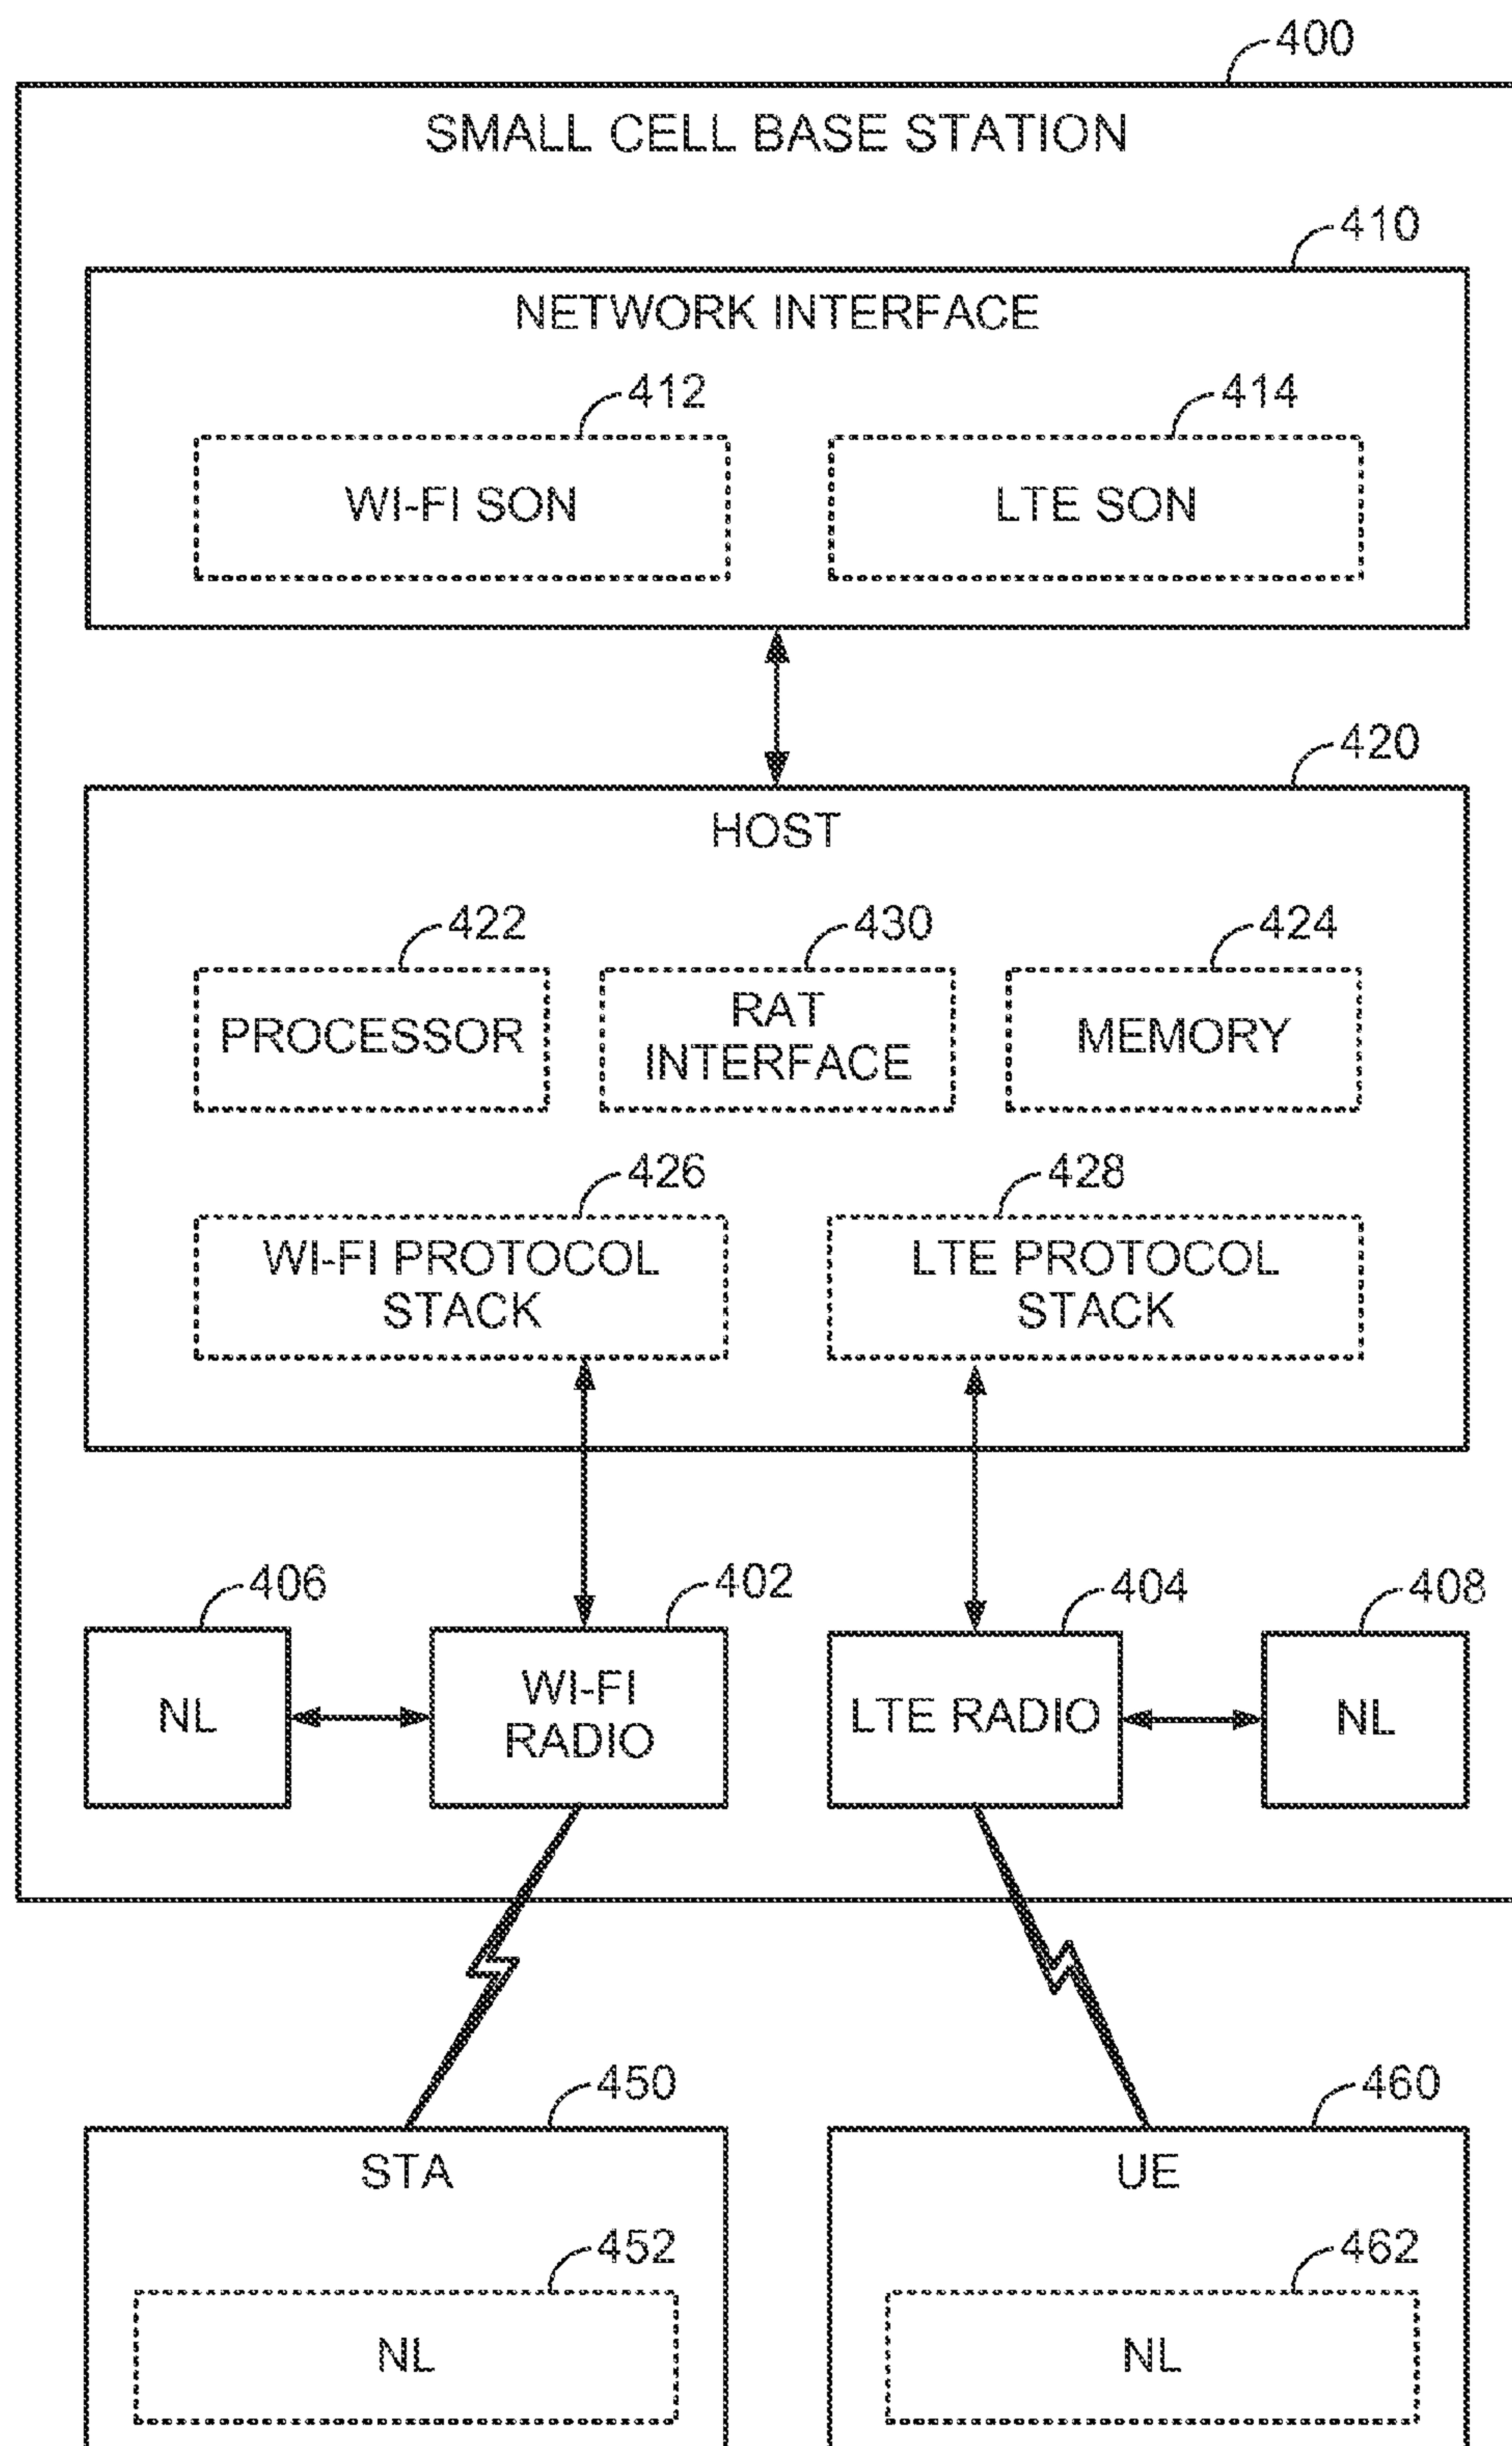 400
SMALL CELL BASE STATION
410
NETWORK INTERFACE
412
414
WI-FI SON
LTE SON
420
HOST
422
430
424
PROCESSOR
RAT
INTERFACE
MEMORY
426
428
WI-FI PROTOCOL
STACK
LTE PROTOCOL
STACK
406
402
404
408
NL
WI-FI
RADIO
LTE RADIO
NL
450
460
STA
UE
452
462
NL
NL